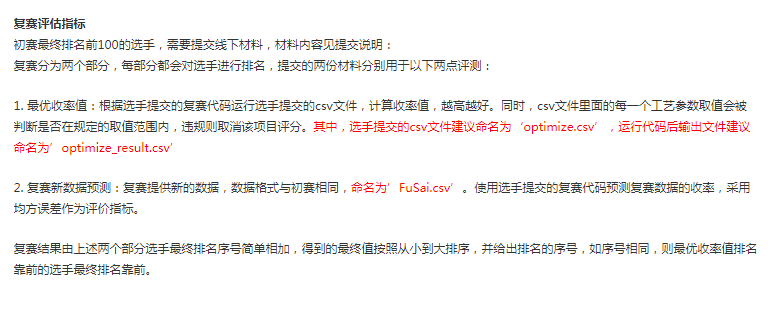 复赛评估指标
初赛最终排名前100的选手，需要提交线下材料，材料内容见提交说明；
复赛分为两个部分，每部分都会对选手进行排名，提交的两份材料分别用于以下两点评测：
1. 最优收率值：根据选手提交的复赛代码运行选手提交的csv文件，计算收率值，越高越好。同时，csv文件里面的每一个工艺参数取值会被
判断是否在规定的取值范围内，违规则取消该项目评分。其中，选手提交的csv文件建议命名为‘optimize.csv’，运行代码后输出文件建议
命名为’optimize_result.csv’
2. 复赛新数据预测：复赛提供新的数据，数据格式与初赛相同，命名为’FuSai.csv’。使用选手提交的复赛代码预测复赛数据的收率，采用
均方误差作为评价指标。
复赛结果由上述两个部分选手最终排名序号简单相加，得到的最终值按照从小到大排序，并给出排名的序号，如序号相同，则最优收率值排名
靠前的选手最终排名靠前。